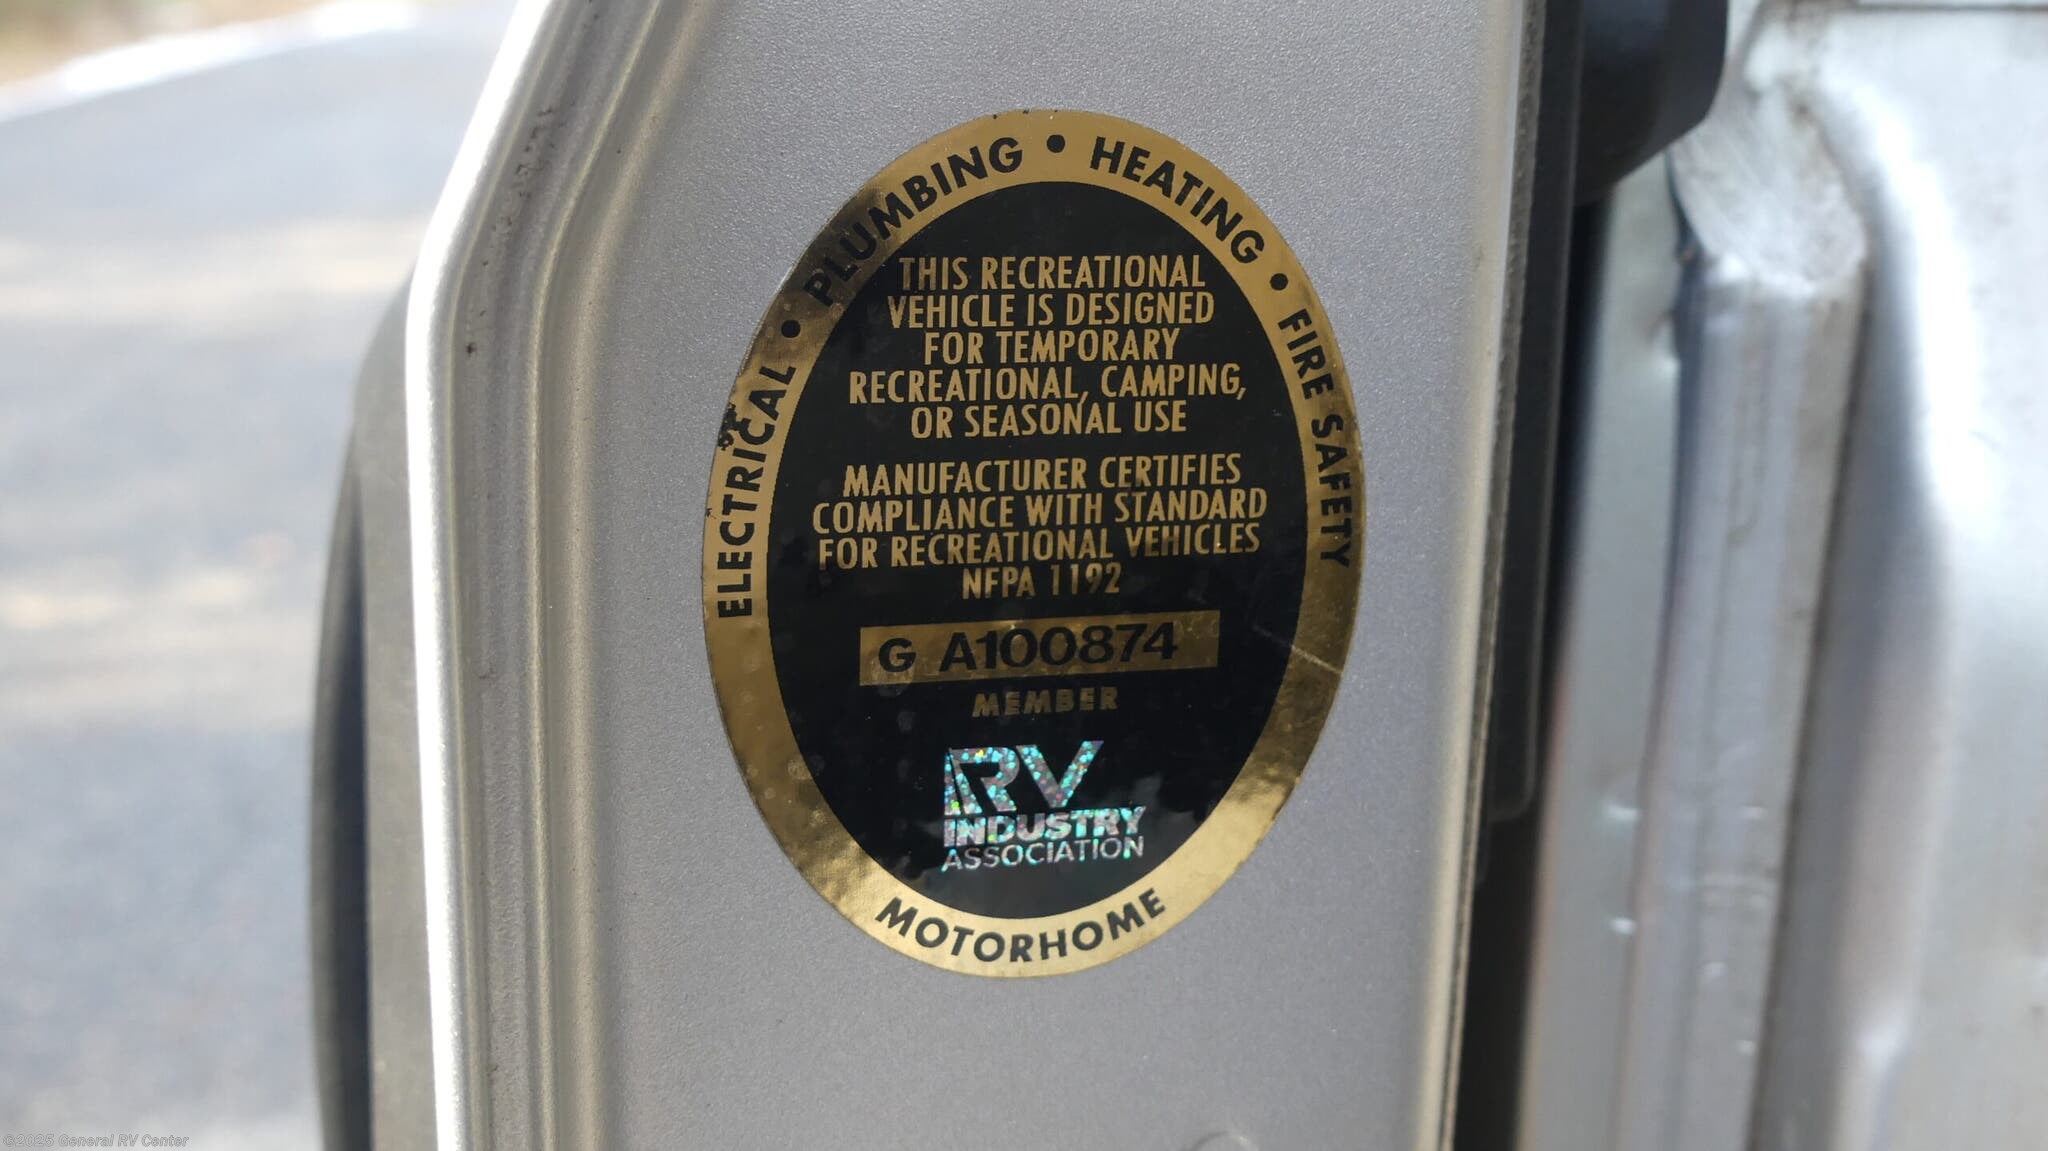 ELECTRICAL • PLUMBING • HEATING • FIRE SAFETY
THIS RECREATIONAL
VEHICLE IS DESIGNED
FOR TEMPORARY
RECREATIONAL, CAMPING,
OR SEASONAL USE
MANUFACTURER CERTIFIES
COMPLIANCE WITH STANDARD
FOR RECREATIONAL VEHICLES
NFPA 1192
G A100874
MEMBER
RV
INDUSTRY
ASSOCIATION
MOTORHOME
©2025 General RV Center